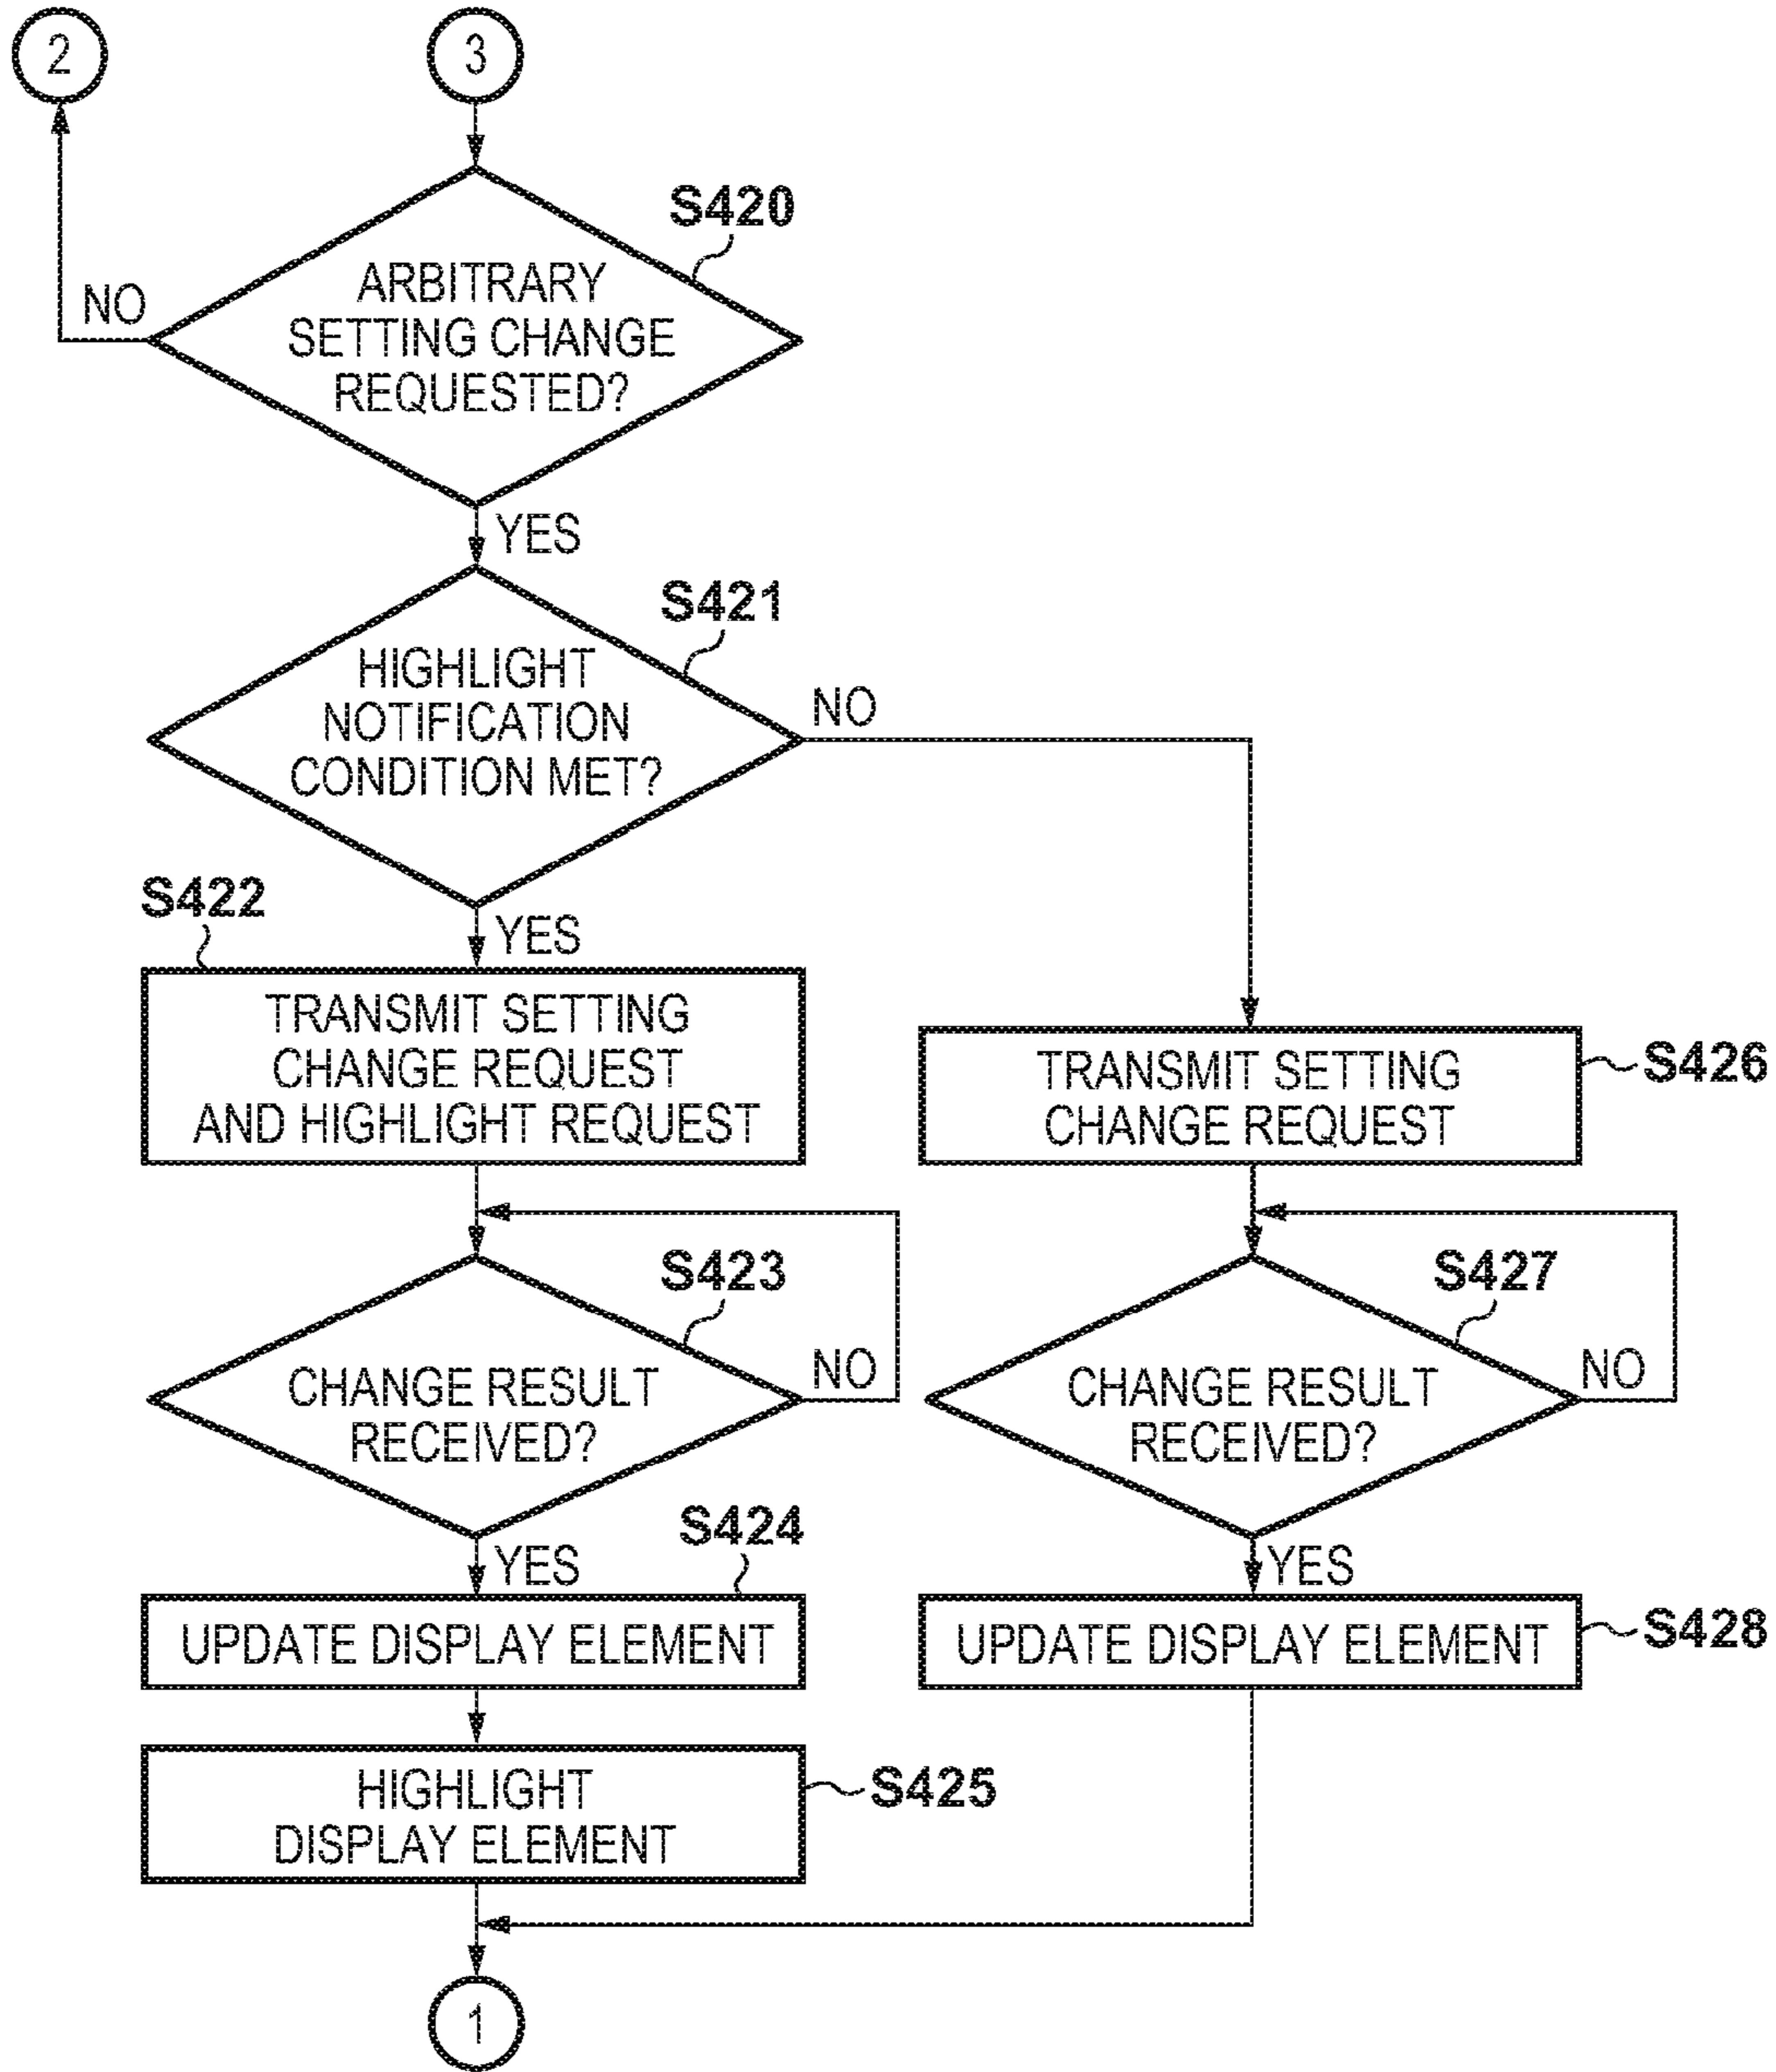 2
3
S420
ARBITRARY
SETTING CHANGE
REQUESTED?
NO
YES
S421
HIGHLIGHT
NOTIFICATION
CONDITION MET?
NO
YES
S422
TRANSMIT SETTING
CHANGE REQUEST
AND HIGHLIGHT REQUEST
TRANSMIT SETTING
CHANGE REQUEST
S426
S423
CHANGE RESULT
RECEIVED?
NO
YES
S427
CHANGE RESULT
RECEIVED?
NO
YES
S424
UPDATE DISPLAY ELEMENT
UPDATE DISPLAY ELEMENT
S428
HIGHLIGHT
DISPLAY ELEMENT
S425
1